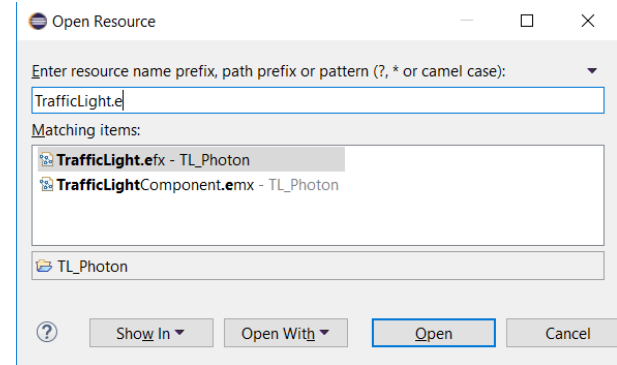 Open Resource
Enter resource name prefix, path prefix or pattern (?, * or camel case):
TrafficLight.e
Matching items:
TrafficLight.efx - TL_Photon
TrafficLightComponent.emx - TL_Photon
TL_Photon
? Show In Open With Open Cancel